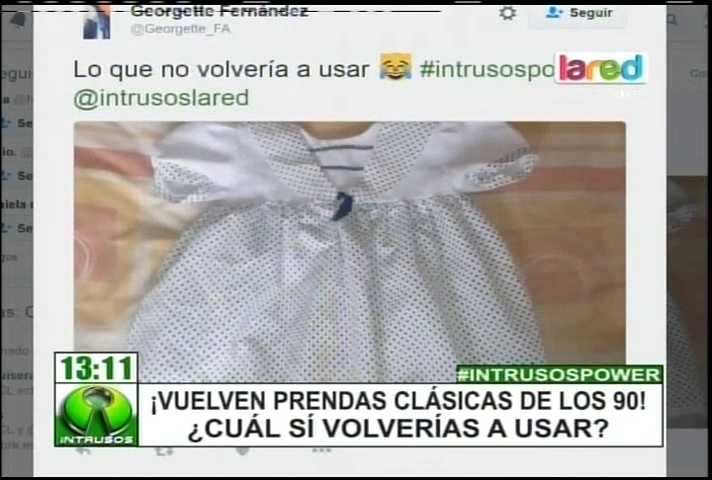 Georgette Fernández
@Georgette_FA
Seguir
Lo que no volvería a usar 😹 #intrusospo
lared
@intrusoslared
13:11
#INTRUSOSPOWER
¡VUELVEN PRENDAS CLÁSICAS DE LOS 90!
¿CUÁL SÍ VOLVERÍAS A USAR?
INTRUSOS